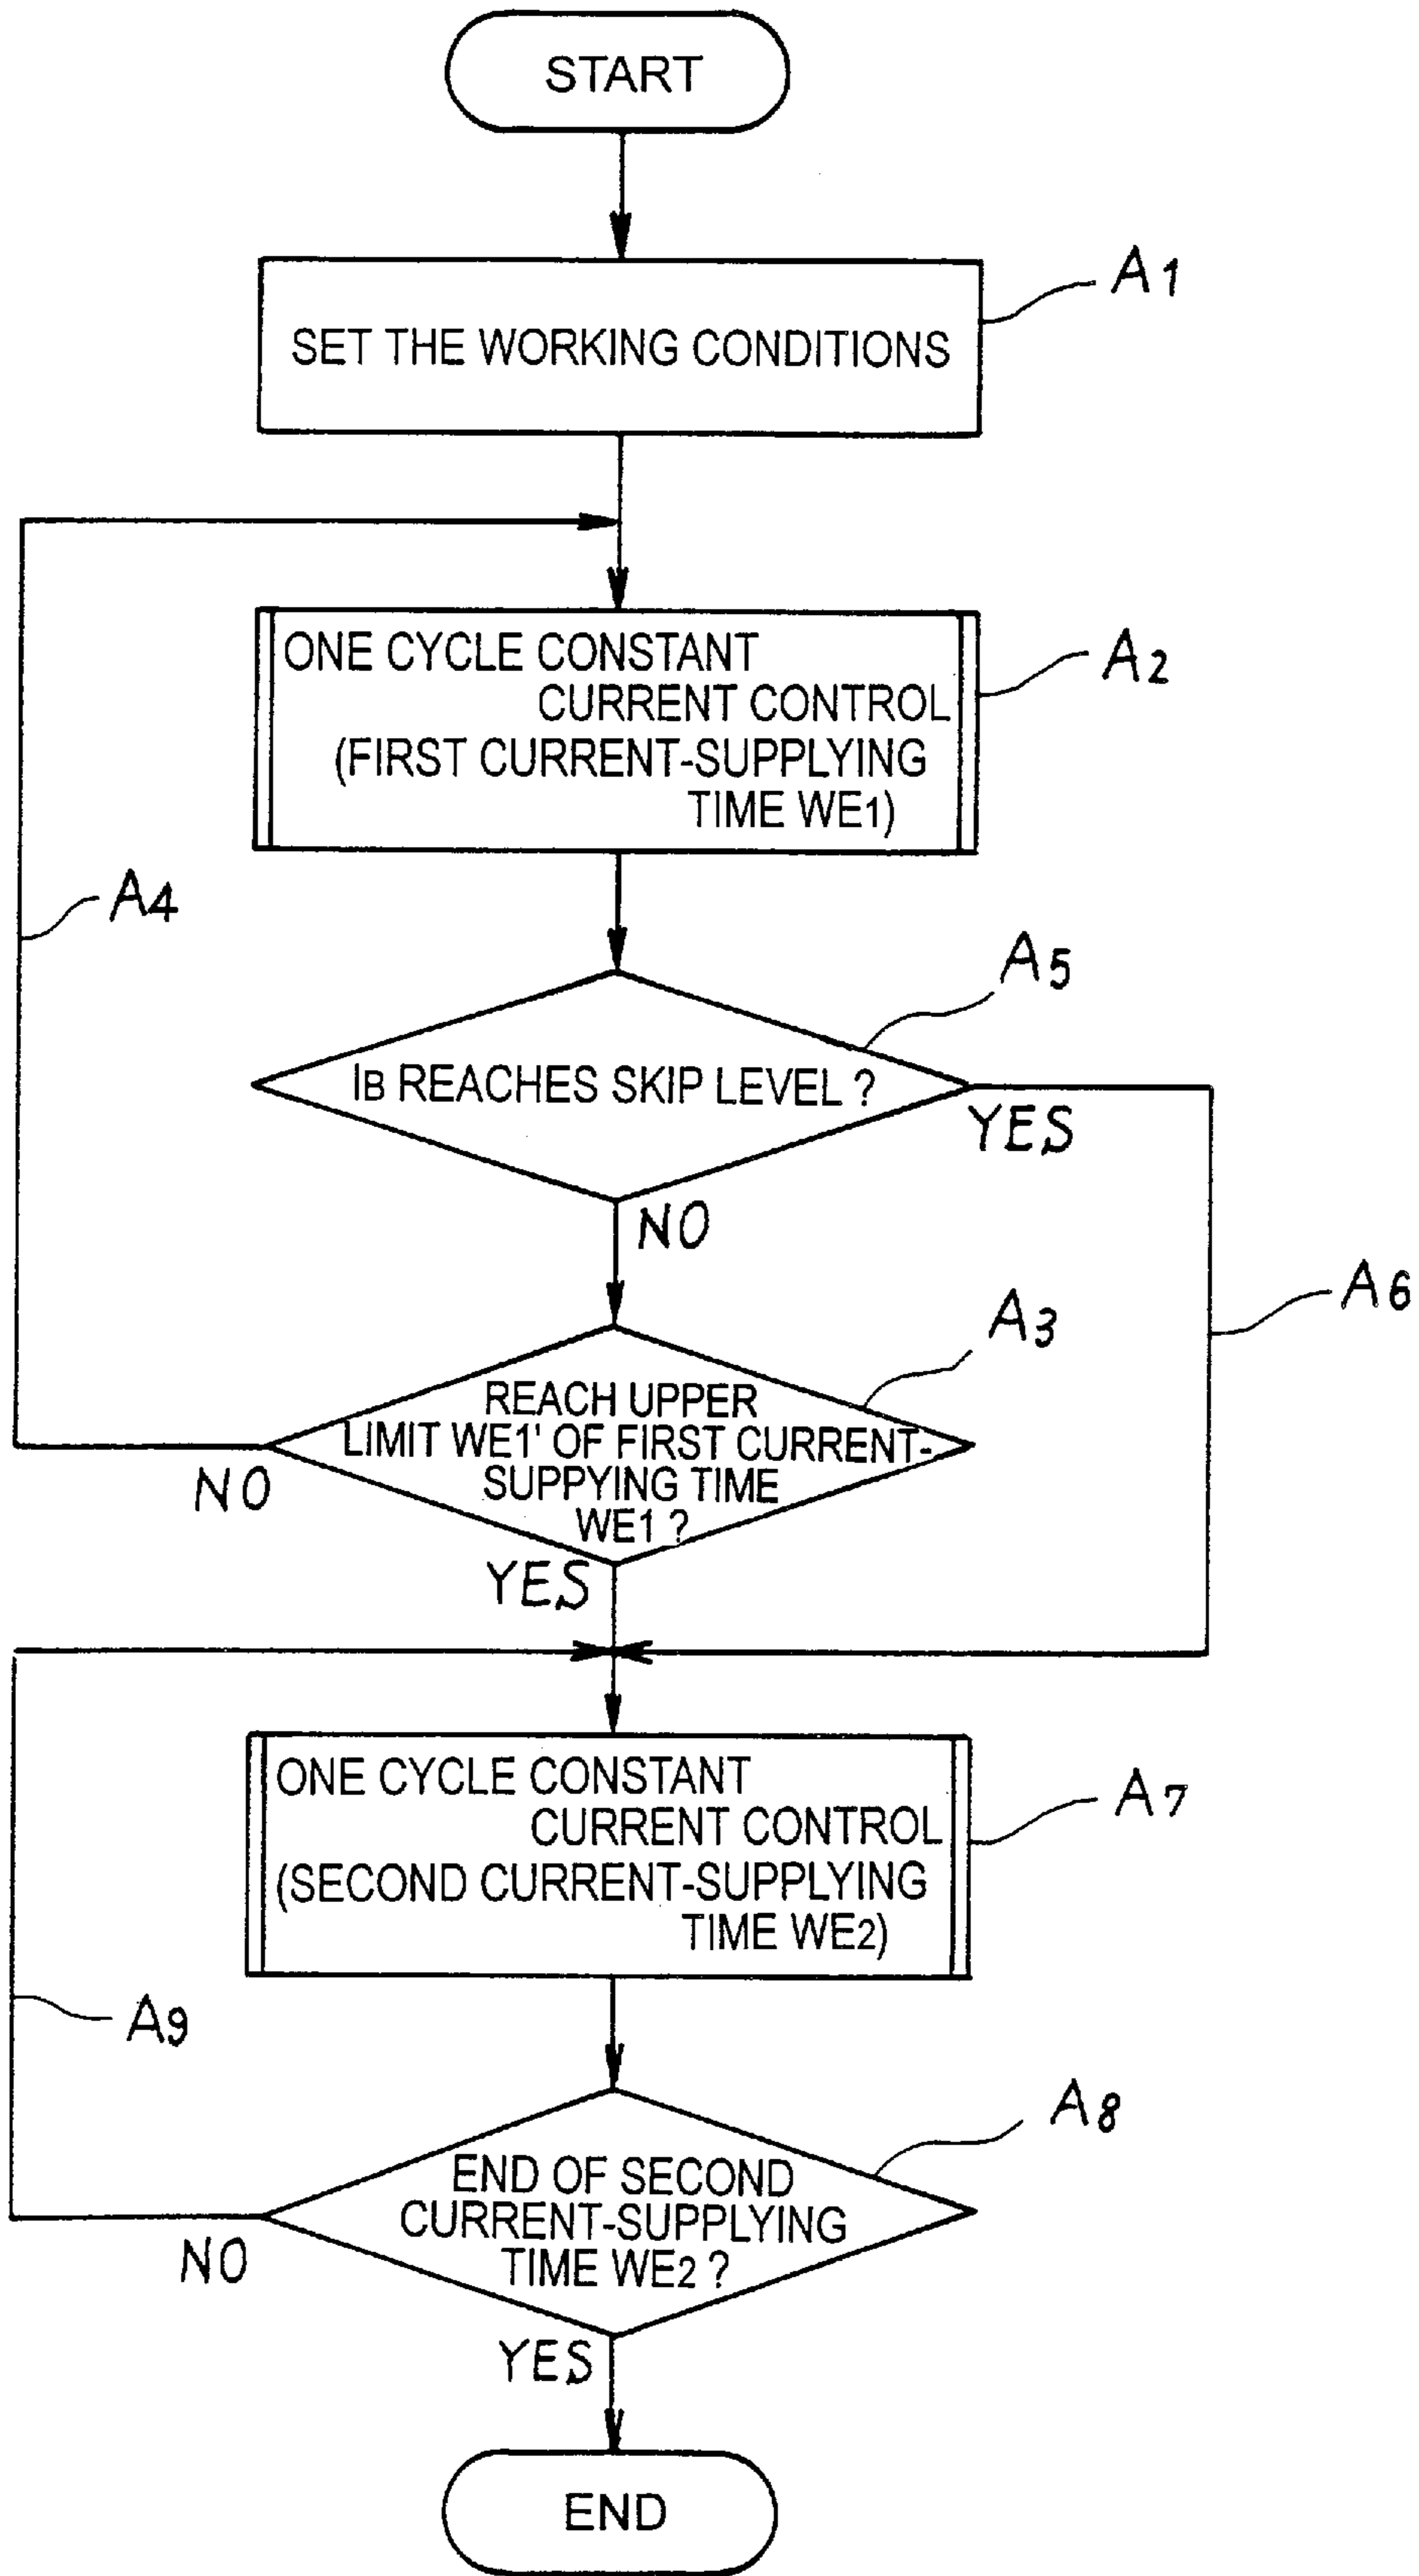 START
A1
SET THE WORKING CONDITIONS
ONE CYCLE CONSTANT
CURRENT CONTROL
(FIRST CURRENT-SUPPLYING
TIME WE1)
A2
A4
A5
IB REACHES SKIP LEVEL ?
YES
NO
A6
A3
REACH UPPER
LIMIT WE1' OF FIRST CURRENT-
SUPPYING TIME
WE1 ?
NO
YES
ONE CYCLE CONSTANT
CURRENT CONTROL
(SECOND CURRENT-SUPPLYING
TIME WE2)
A7
A9
A8
END OF SECOND
CURRENT-SUPPLYING
TIME WE2 ?
NO
YES
END